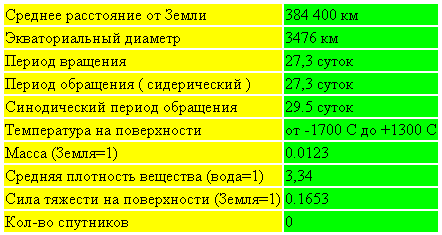 Среднее расстояние от Земли 384 400 км
Экваториальный диаметр 3476 км
Период вращения 27,3 суток
Период обращения ( сидерический ) 27,3 суток
Синодический период обращения 29.5 суток
Температура на поверхности от -1700 С до +1300 С
Масса (Земля=1) 0.0123
Средняя плотность вещества (вода=1) 3,34
Сила тяжести на поверхности (Земля=1) 0.1653
Кол-во спутников 0